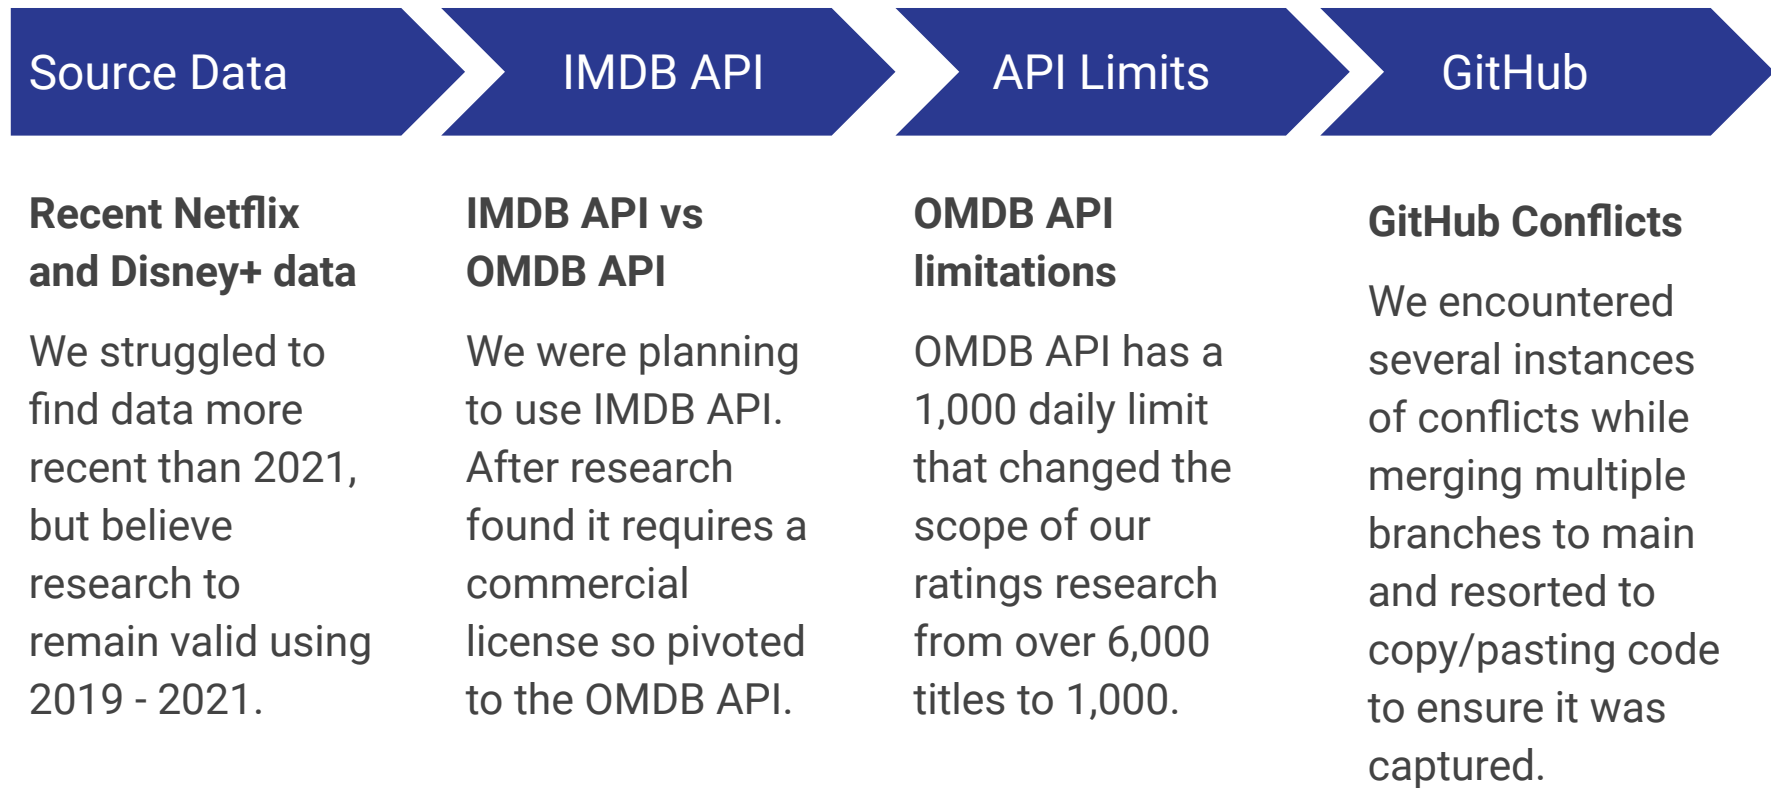 Source Data
IMDB API
API Limits
GitHub
Recent Netflix
and Disney+ data
We struggled to
find data more
recent than 2021,
but believe
research to
remain valid using
2019 - 2021.
IMDB API vs
OMDB API
We were planning
to use IMDB API.
After research
found it requires a
commercial
license so pivoted
to the OMDB API.
OMDB API
limitations
OMDB API has a
1,000 daily limit
that changed the
scope of our
ratings research
from over 6,000
titles to 1,000.
GitHub Conflicts
We encountered
several instances
of conflicts while
merging multiple
branches to main
and resorted to
copy/pasting code
to ensure it was
captured.